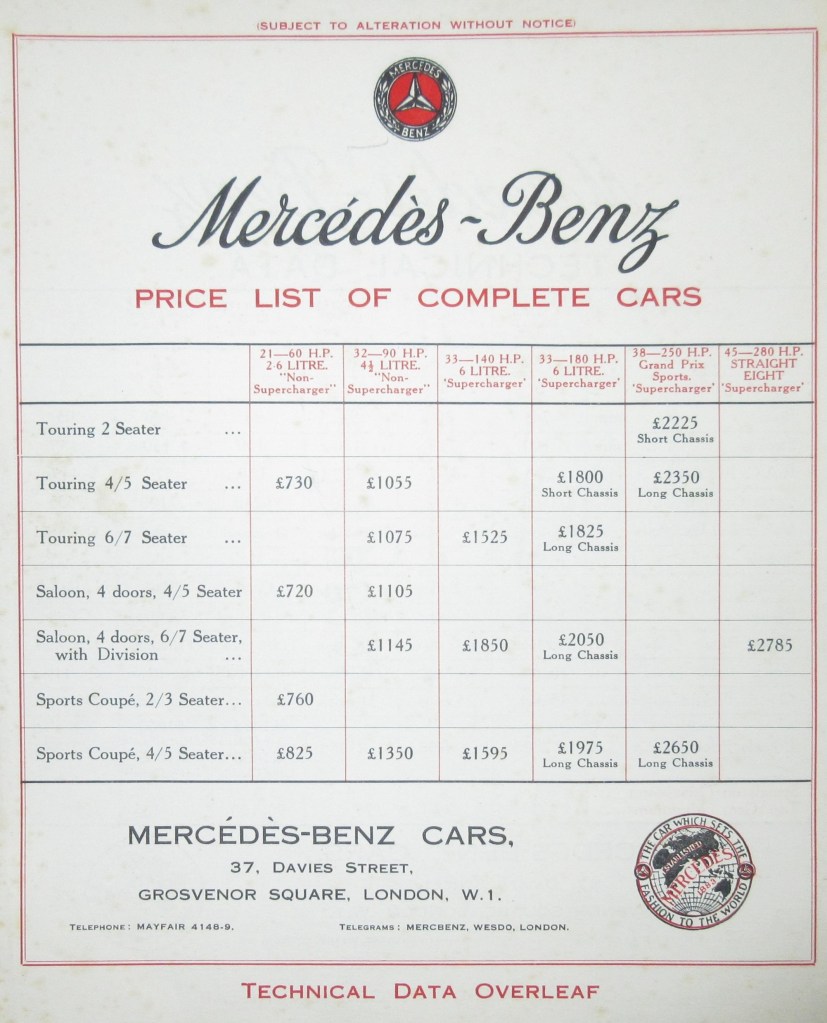 (SUBJECT TO ALTERATION WITHOUT NOTICE)
MERCEDES
BENZ
Mercédès-Benz
PRICE LIST OF COMPLETE CARS
21—60 H.P. 2·6 LITRE. "Non-Supercharger"
32—90 H.P. 4½ LITRE. "Non-Supercharger"
33—140 H.P. 6 LITRE. 'Supercharger'
33—180 H.P. 6 LITRE. 'Supercharger'
38—250 H.P. Grand Prix Sports. 'Supercharger'
45—280 H.P. STRAIGHT EIGHT 'Supercharger'
Touring 2 Seater ... £2225 Short Chassis
Touring 4/5 Seater ... £730 £1055 £1800 Short Chassis £2350 Long Chassis
Touring 6/7 Seater ... £1075 £1525 £1825 Long Chassis
Saloon, 4 doors, 4/5 Seater £720 £1105
Saloon, 4 doors, 6/7 Seater,
with Division ... £1145 £1850 £2050 Long Chassis £2785
Sports Coupé, 2/3 Seater... £760
Sports Coupé, 4/5 Seater... £825 £1350 £1595 £1975 Long Chassis £2650 Long Chassis
MERCÉDÈS-BENZ CARS,
37, DAVIES STREET,
GROSVENOR SQUARE, LONDON, W.1.
TELEPHONE: MAYFAIR 4148-9. TELEGRAMS: MERCBENZ, WESDO, LONDON.
THE CAR WHICH SETS THE
FASHION TO THE WORLD
ESTABLISHED
MERCÉDÈS
TECHNICAL DATA OVERLEAF